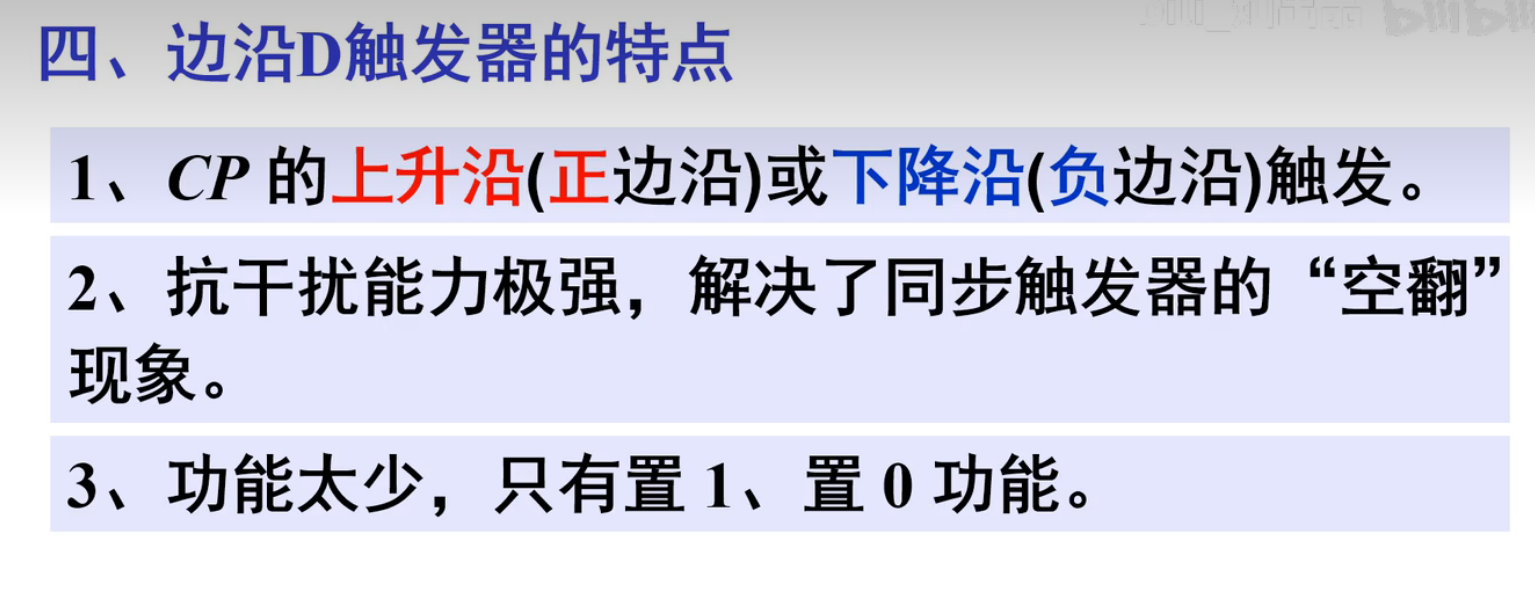 四、边沿D触发器的特点
1、CP 的上升沿(正边沿)或下降沿(负边沿)触发。
2、抗干扰能力极强，解决了同步触发器的“空翻”
现象。
3、功能太少，只有置 1、置 0 功能。